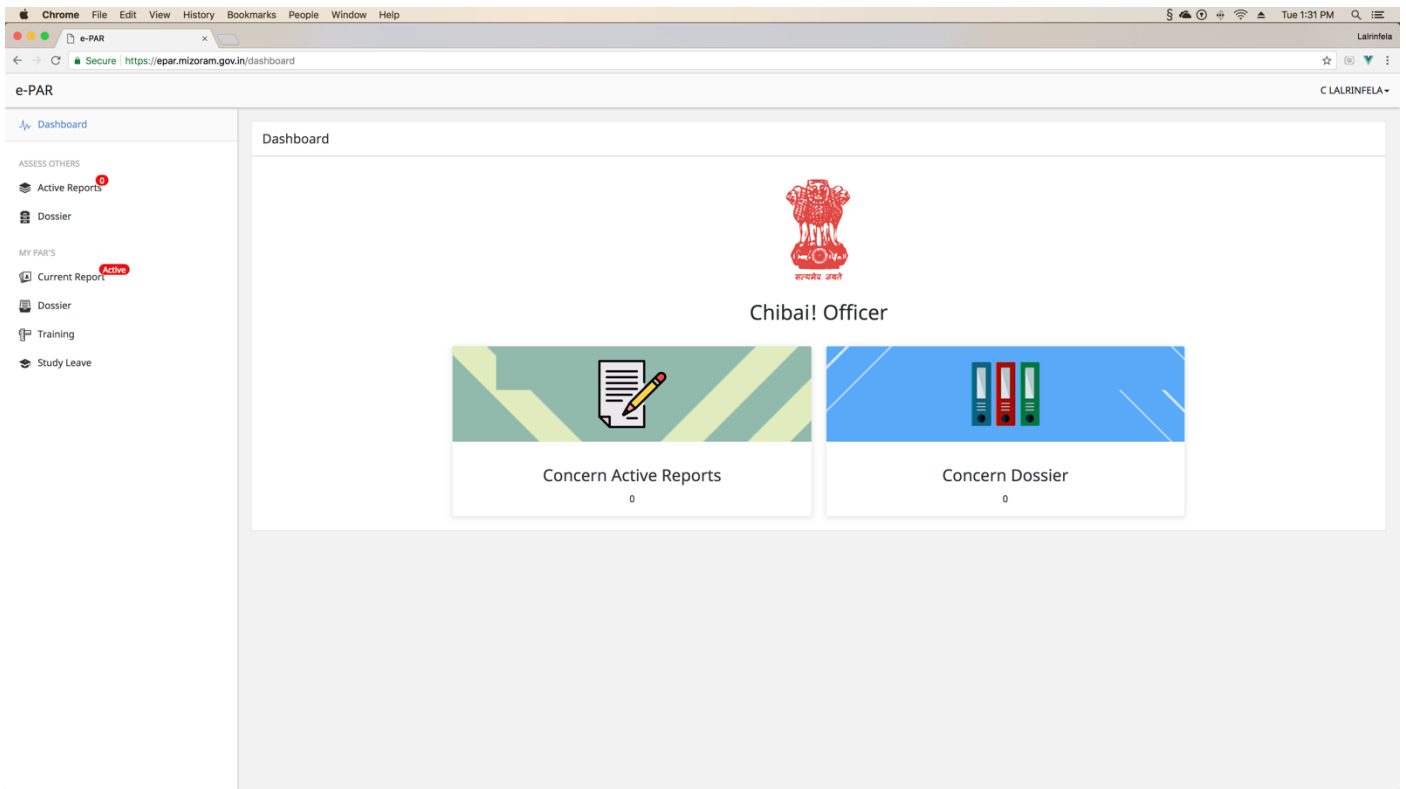 Chrome File Edit View History Bookmarks People Window Help
Tue 1:31 PM
e-PAR
Lalrinfela
Secure https://epar.mizoram.gov.in/dashboard
e-PAR
C LALRINFELA
Dashboard
ASSESS OTHERS
Active Reports 0
Dossier
MY PAR'S
Current Report Active
Dossier
Training
Study Leave
Dashboard
सत्यमेव जयते
Chibai! Officer
Concern Active Reports
0
Concern Dossier
0